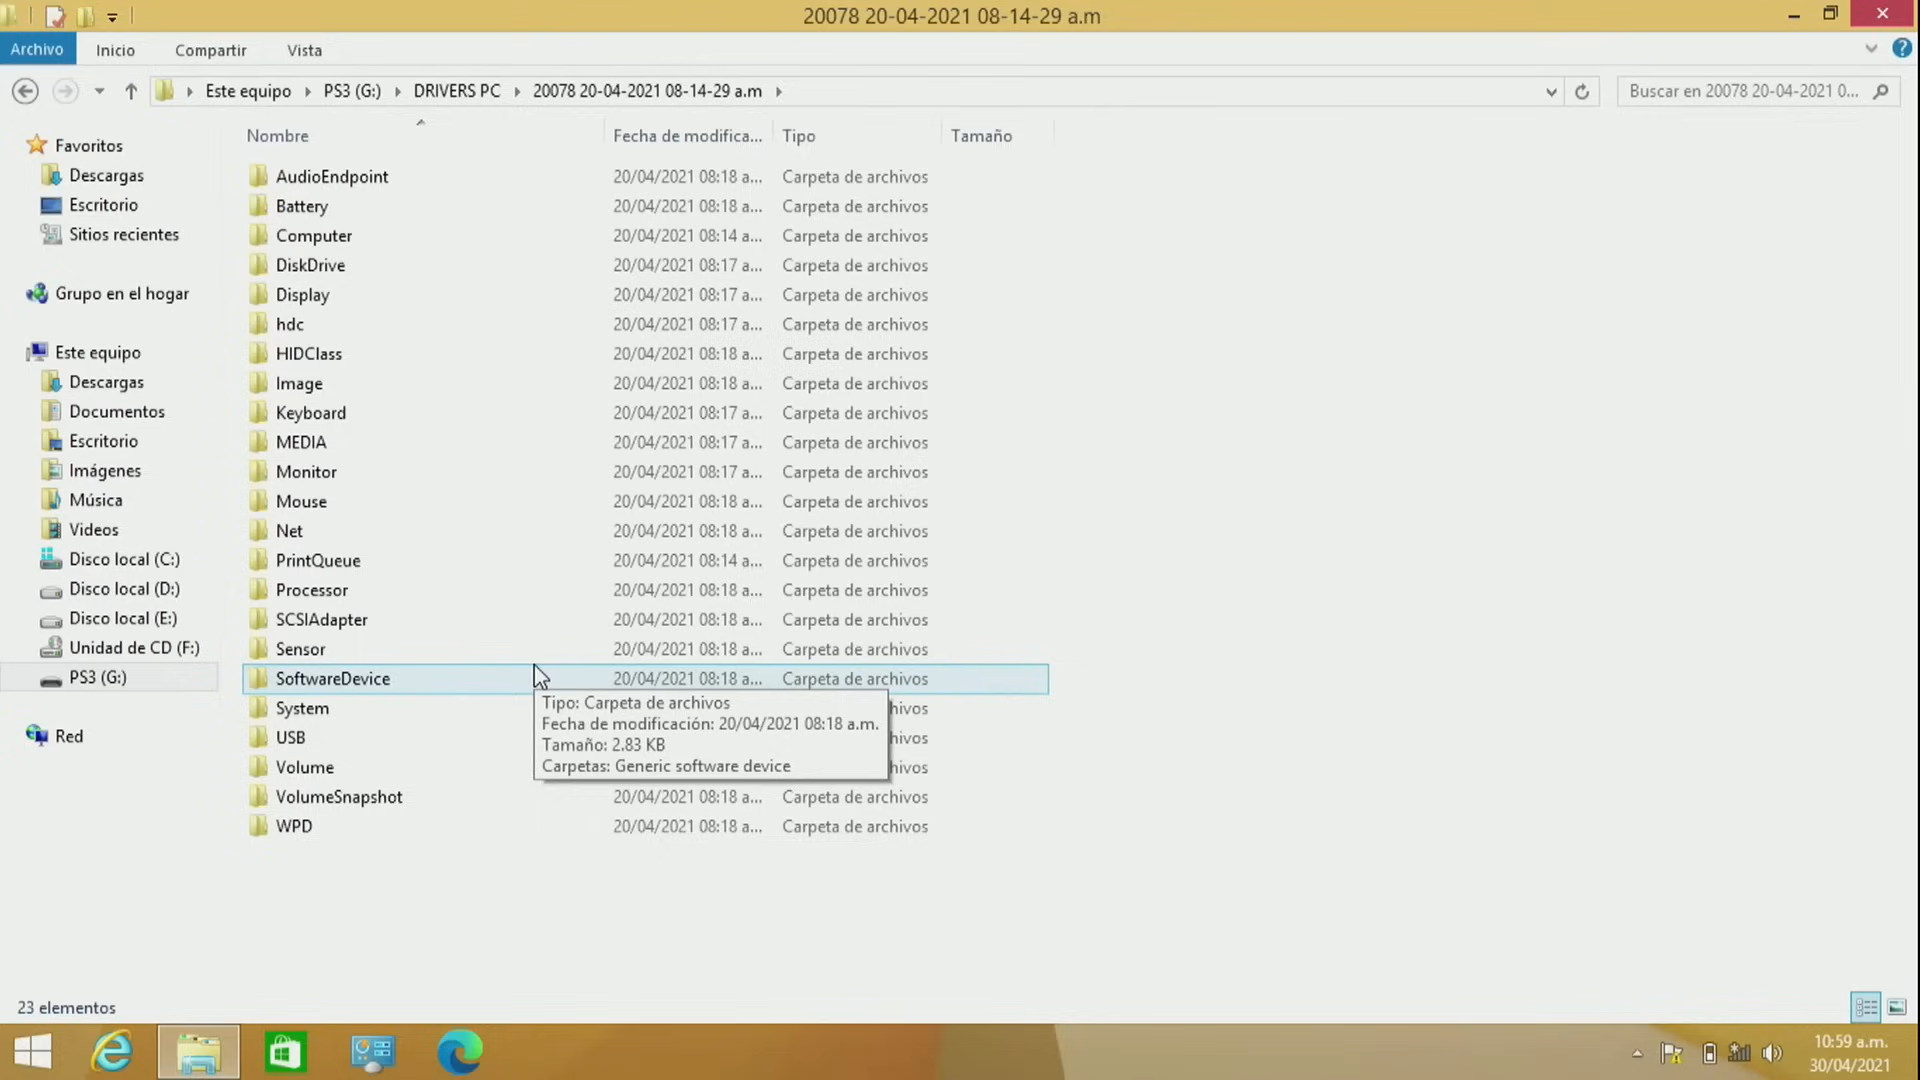 20078 20-04-2021 08-14-29 a.m
Archivo Inicio Compartir Vista
Este equipo PS3 (G:) DRIVERS PC 20078 20-04-2021 08-14-29 a.m Buscar en 20078 20-04-2021 0...
Nombre Fecha de modifica... Tipo Tamaño
Favoritos
Descargas
Escritorio
Sitios recientes
Grupo en el hogar
Este equipo
Descargas
Documentos
Escritorio
Imágenes
Música
Videos
Disco local (C:)
Disco local (D:)
Disco local (E:)
Unidad de CD (F:)
PS3 (G:)
Red
AudioEndpoint 20/04/2021 08:18 a... Carpeta de archivos
Battery 20/04/2021 08:18 a... Carpeta de archivos
Computer 20/04/2021 08:14 a... Carpeta de archivos
DiskDrive 20/04/2021 08:17 a... Carpeta de archivos
Display 20/04/2021 08:17 a... Carpeta de archivos
hdc 20/04/2021 08:17 a... Carpeta de archivos
HIDClass 20/04/2021 08:18 a... Carpeta de archivos
Image 20/04/2021 08:18 a... Carpeta de archivos
Keyboard 20/04/2021 08:17 a... Carpeta de archivos
MEDIA 20/04/2021 08:17 a... Carpeta de archivos
Monitor 20/04/2021 08:17 a... Carpeta de archivos
Mouse 20/04/2021 08:18 a... Carpeta de archivos
Net 20/04/2021 08:18 a... Carpeta de archivos
PrintQueue 20/04/2021 08:14 a... Carpeta de archivos
Processor 20/04/2021 08:18 a... Carpeta de archivos
SCSIAdapter 20/04/2021 08:18 a... Carpeta de archivos
Sensor 20/04/2021 08:18 a... Carpeta de archivos
SoftwareDevice 20/04/2021 08:18 a... Carpeta de archivos
System hivos
USB hivos
Volume hivos
VolumeSnapshot 20/04/2021 08:18 a... Carpeta de archivos
WPD 20/04/2021 08:18 a... Carpeta de archivos
Tipo: Carpeta de archivos
Fecha de modificación: 20/04/2021 08:18 a.m.
Tamaño: 2.83 KB
Carpetas: Generic software device
23 elementos
10:59 a.m.
30/04/2021